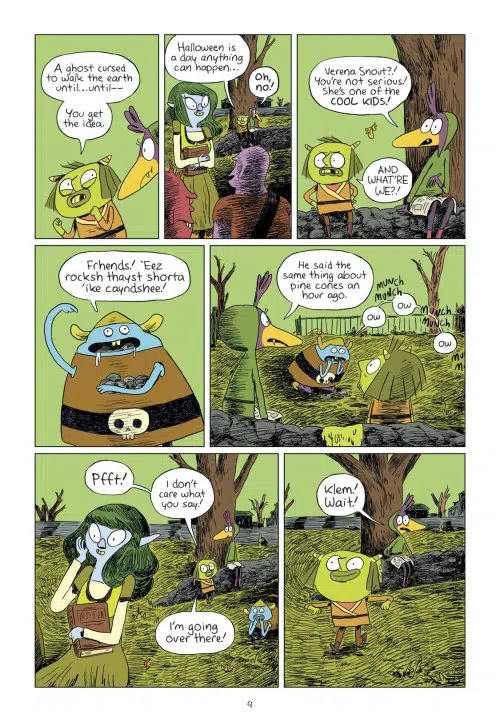 A ghost cursed
to walk the earth
until...until--
You get
the idea.
Halloween is
a day anything
can happen...
Oh,
no!
Verena Snout?!
You're not serious!
She's one of the
COOL KIDS!
AND
WHAT'RE
WE?!
Frhends! 'Eez
rocksh thayst shorta
'ike cayndshee!
He said the
same thing about
pine cones an
hour ago.
MUNCH
MUNCH
OW
OW
MUNCH
MUNCH
OW
Pfft!
I don't
care what
you say!
I'm going
over there!
Klem!
Wait!
9